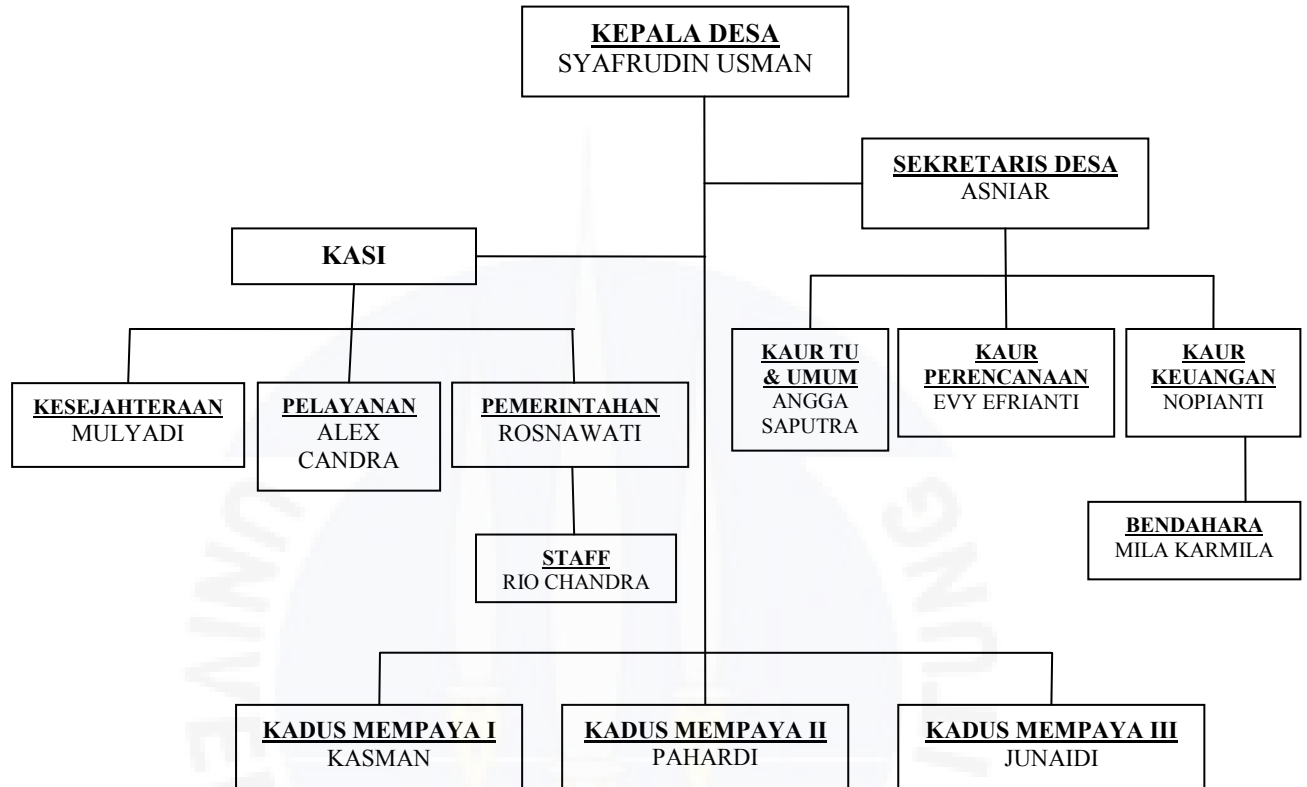 KEPALA DESA
SYAFRUDIN USMAN
SEKRETARIS DESA
ASNIAR
KASI
KESEJAHTERAAN
MULYADI
PELAYANAN
ALEX
CANDRA
PEMERINTAHAN
ROSNAWATI
STAFF
RIO CHANDRA
KAUR TU
& UMUM
ANGGA
SAPUTRA
KAUR
PERENCANAAN
EVY EFRIANTI
KAUR
KEUANGAN
NOPIANTI
BENDAHARA
MILA KARMILA
KADUS MEMPAYA I
KASMAN
KADUS MEMPAYA II
PAHARDI
KADUS MEMPAYA III
JUNAIDI